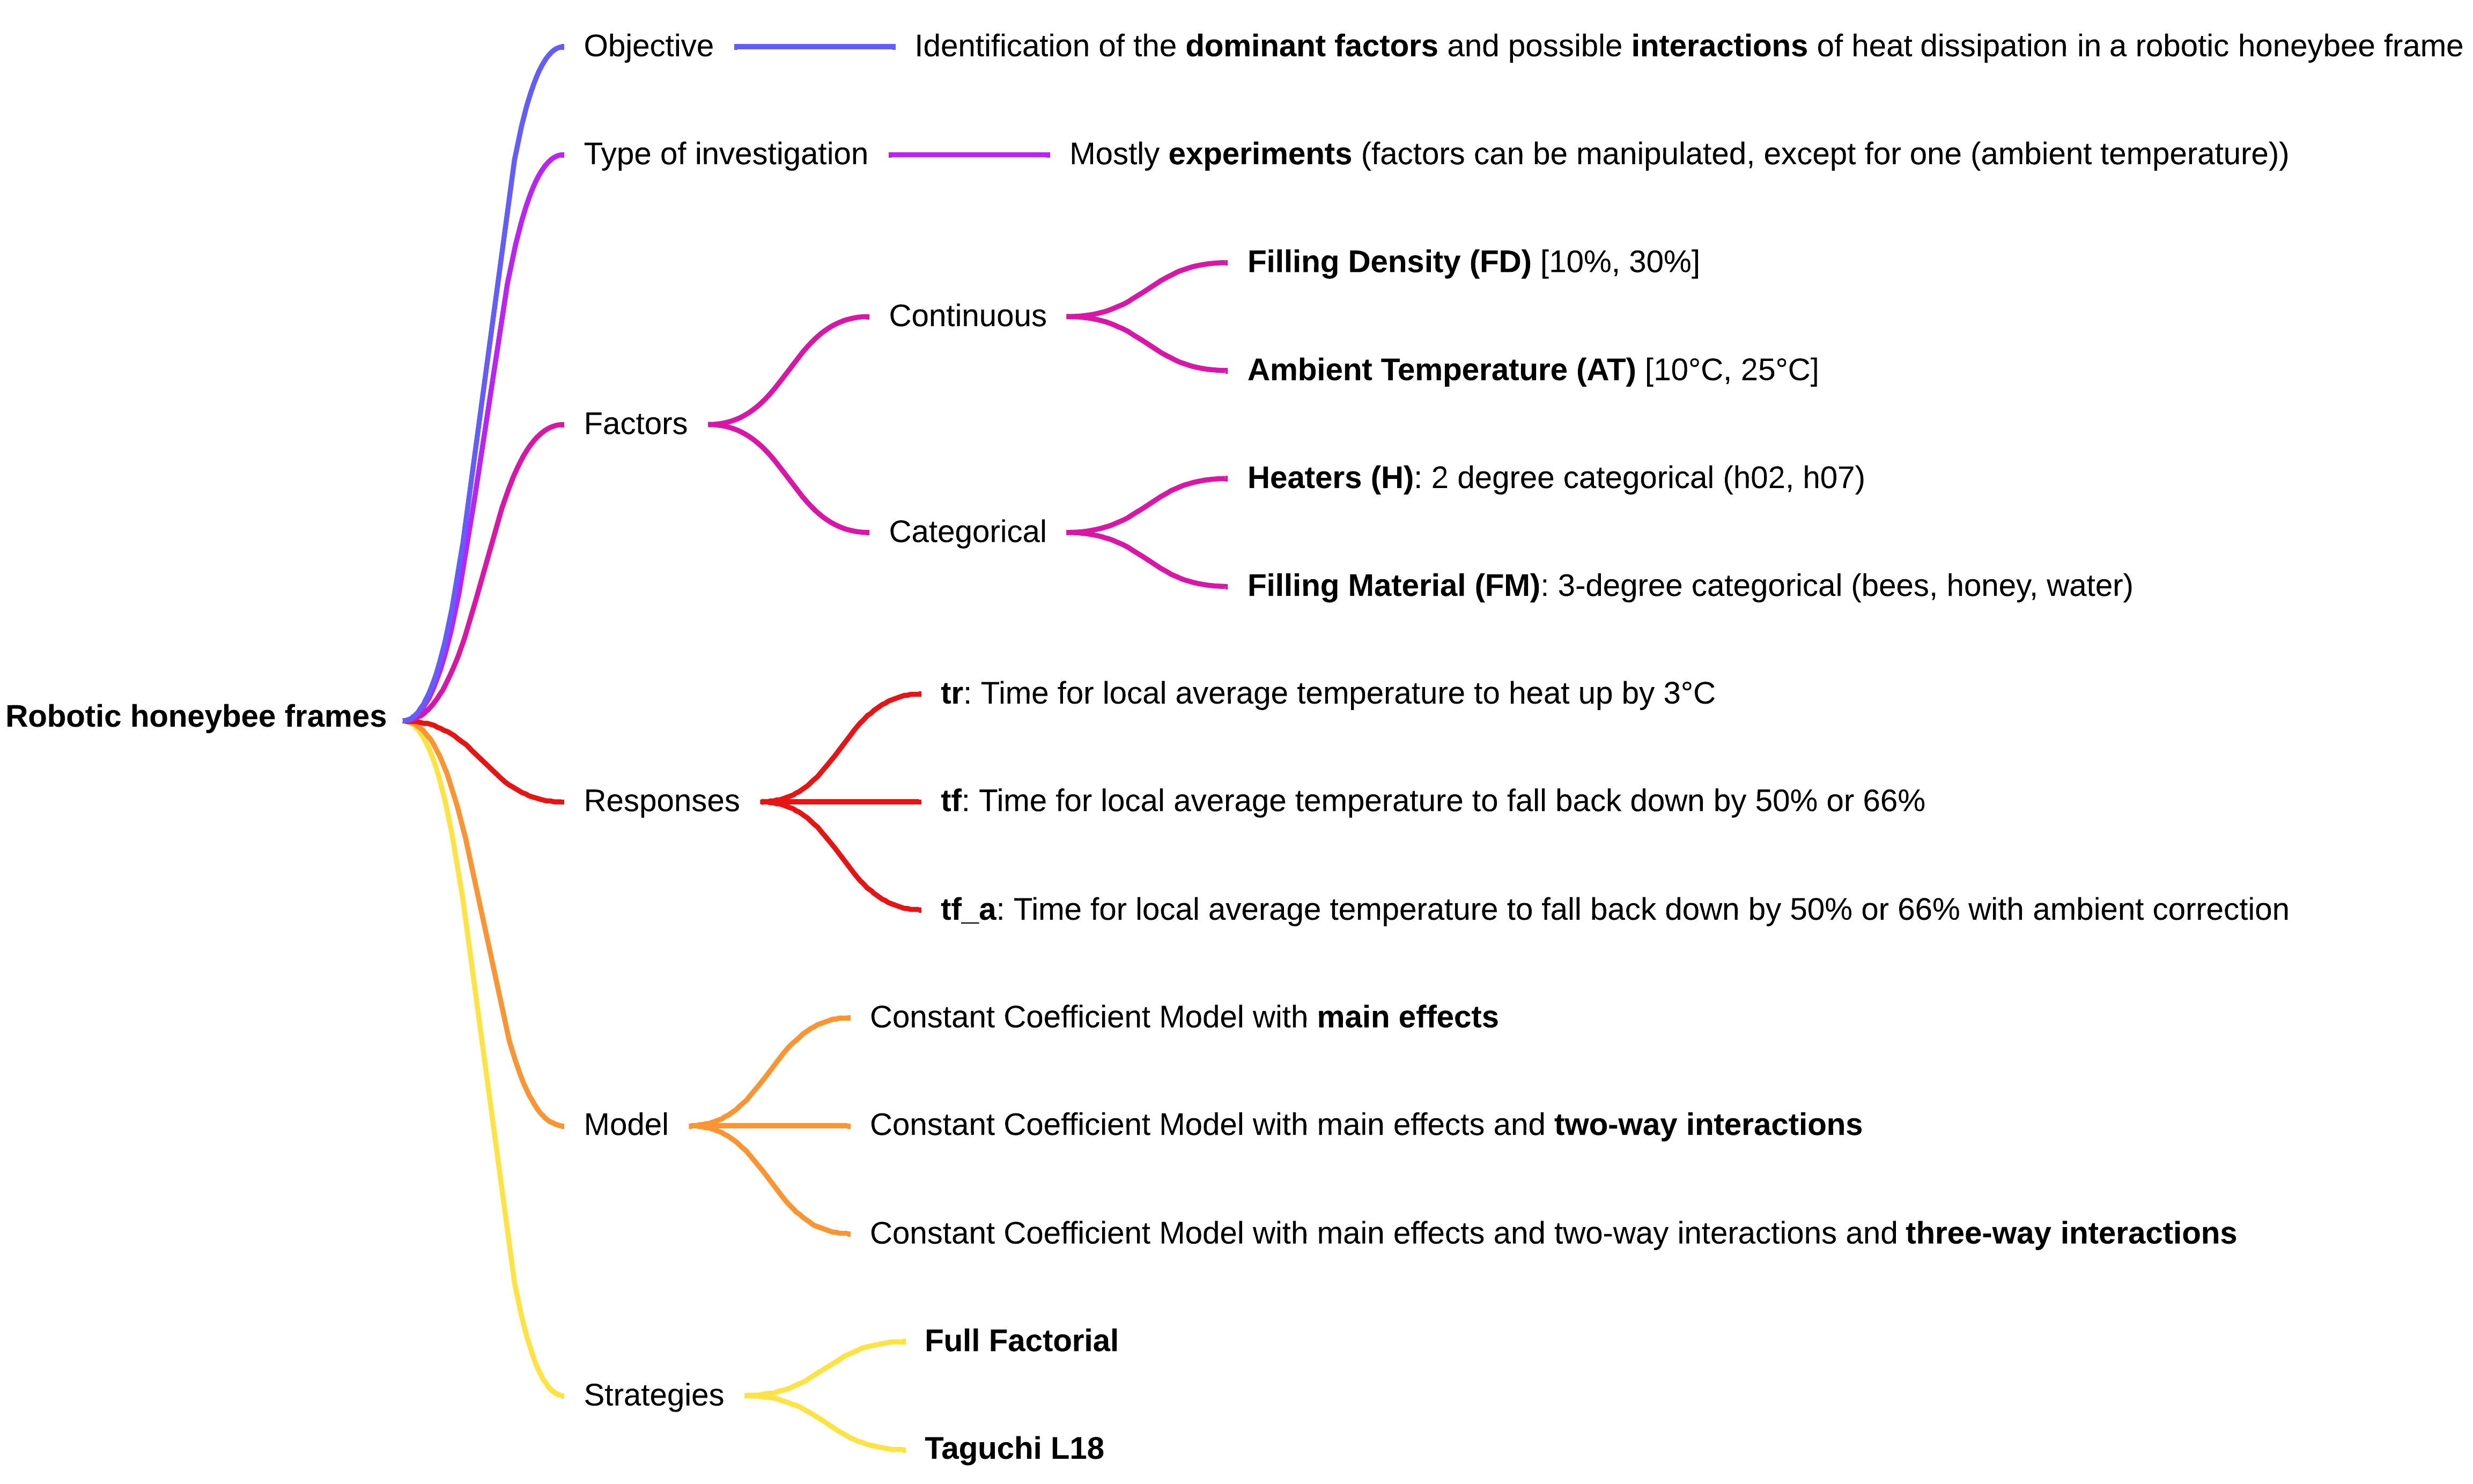 Objective
Identification of the dominant factors and possible interactions of heat dissipation in a robotic honeybee frame
Type of investigation
Mostly experiments (factors can be manipulated, except for one (ambient temperature))
Factors
Continuous
Filling Density (FD) [10%, 30%]
Ambient Temperature (AT) [10°C, 25°C]
Categorical
Heaters (H): 2 degree categorical (h02, h07)
Filling Material (FM): 3-degree categorical (bees, honey, water)
Robotic honeybee frames
Responses
tr: Time for local average temperature to heat up by 3°C
tf: Time for local average temperature to fall back down by 50% or 66%
tf_a: Time for local average temperature to fall back down by 50% or 66% with ambient correction
Model
Constant Coefficient Model with main effects
Constant Coefficient Model with main effects and two-way interactions
Constant Coefficient Model with main effects and two-way interactions and three-way interactions
Strategies
Full Factorial
Taguchi L18